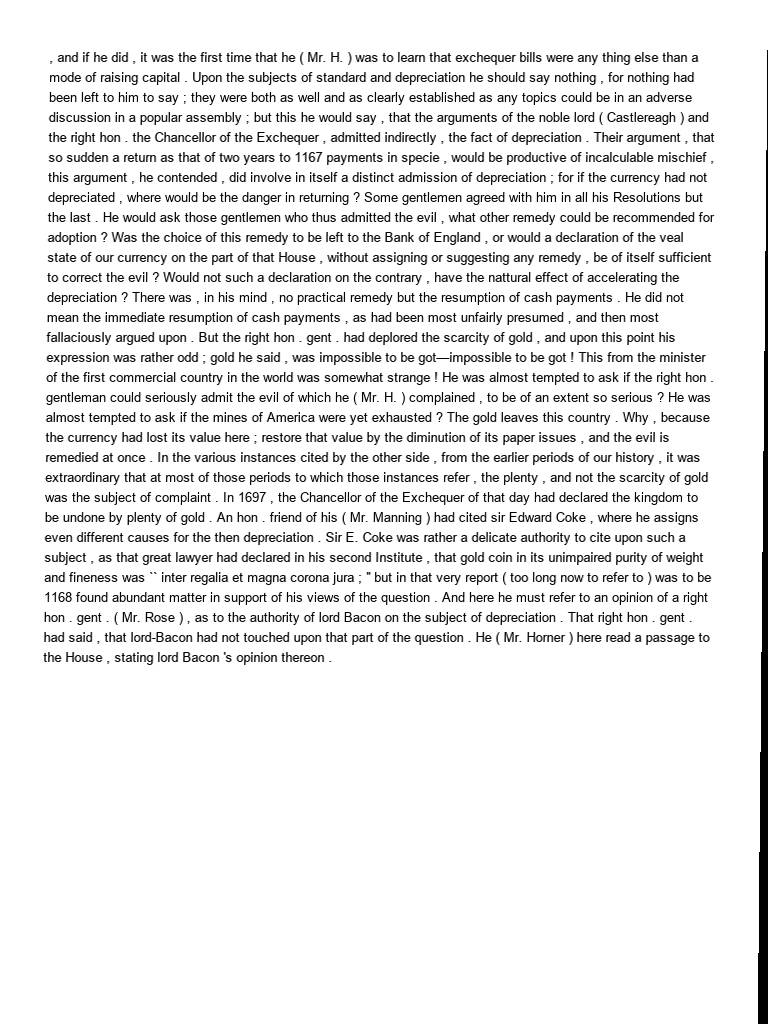 , and if he did , it was the first time that he ( Mr. H. ) was to learn that exchequer bills were any thing else than a
mode of raising capital . Upon the subjects of standard and depreciation he should say nothing , for nothing had
been left to him to say ; they were both as well and as clearly established as any topics could be in an adverse
discussion in a popular assembly ; but this he would say , that the arguments of the noble lord ( Castlereagh ) and
the right hon . the Chancellor of the Exchequer , admitted indirectly , the fact of depreciation . Their argument , that
so sudden a return as that of two years to 1167 payments in specie , would be productive of incalculable mischief ,
this argument , he contended , did involve in itself a distinct admission of depreciation ; for if the currency had not
depreciated , where would be the danger in returning ? Some gentlemen agreed with him in all his Resolutions but
the last . He would ask those gentlemen who thus admitted the evil , what other remedy could be recommended for
adoption ? Was the choice of this remedy to be left to the Bank of England , or would a declaration of the veal
state of our currency on the part of that House , without assigning or suggesting any remedy , be of itself sufficient
to correct the evil ? Would not such a declaration on the contrary , have the nattural effect of accelerating the
depreciation ? There was , in his mind , no practical remedy but the resumption of cash payments . He did not
mean the immediate resumption of cash payments , as had been most unfairly presumed , and then most
fallaciously argued upon . But the right hon . gent . had deplored the scarcity of gold , and upon this point his
expression was rather odd ; gold he said , was impossible to be got—impossible to be got ! This from the minister
of the first commercial country in the world was somewhat strange ! He was almost tempted to ask if the right hon .
gentleman could seriously admit the evil of which he ( Mr. H. ) complained , to be of an extent so serious ? He was
almost tempted to ask if the mines of America were yet exhausted ? The gold leaves this country . Why , because
the currency had lost its value here ; restore that value by the diminution of its paper issues , and the evil is
remedied at once . In the various instances cited by the other side , from the earlier periods of our history , it was
extraordinary that at most of those periods to which those instances refer , the plenty , and not the scarcity of gold
was the subject of complaint . In 1697 , the Chancellor of the Exchequer of that day had declared the kingdom to
be undone by plenty of gold . An hon . friend of his ( Mr. Manning ) had cited sir Edward Coke , where he assigns
even different causes for the then depreciation . Sir E. Coke was rather a delicate authority to cite upon such a
subject , as that great lawyer had declared in his second Institute , that gold coin in its unimpaired purity of weight
and fineness was `` inter regalia et magna corona jura ; '' but in that very report ( too long now to refer to ) was to be
1168 found abundant matter in support of his views of the question . And here he must refer to an opinion of a right
hon . gent . ( Mr. Rose ) , as to the authority of lord Bacon on the subject of depreciation . That right hon . gent .
had said , that lord-Bacon had not touched upon that part of the question . He ( Mr. Horner ) here read a passage to
the House , stating lord Bacon 's opinion thereon .